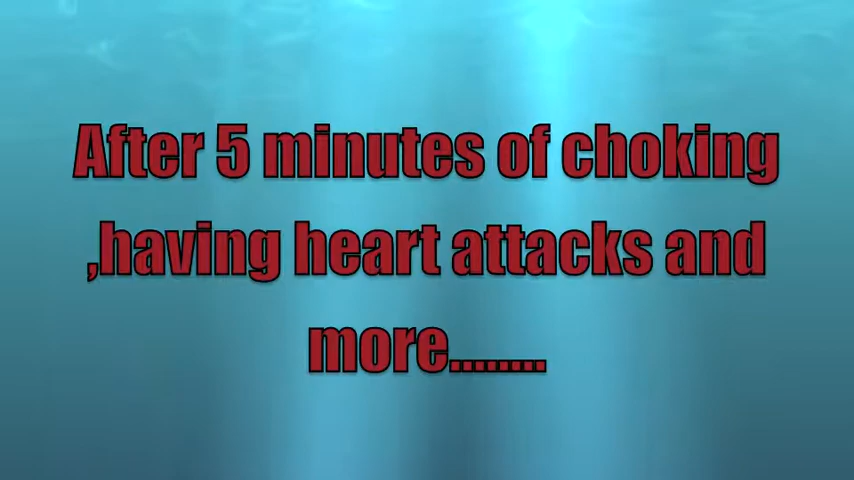 After 5 minutes of choking
,having heart attacks and
more........